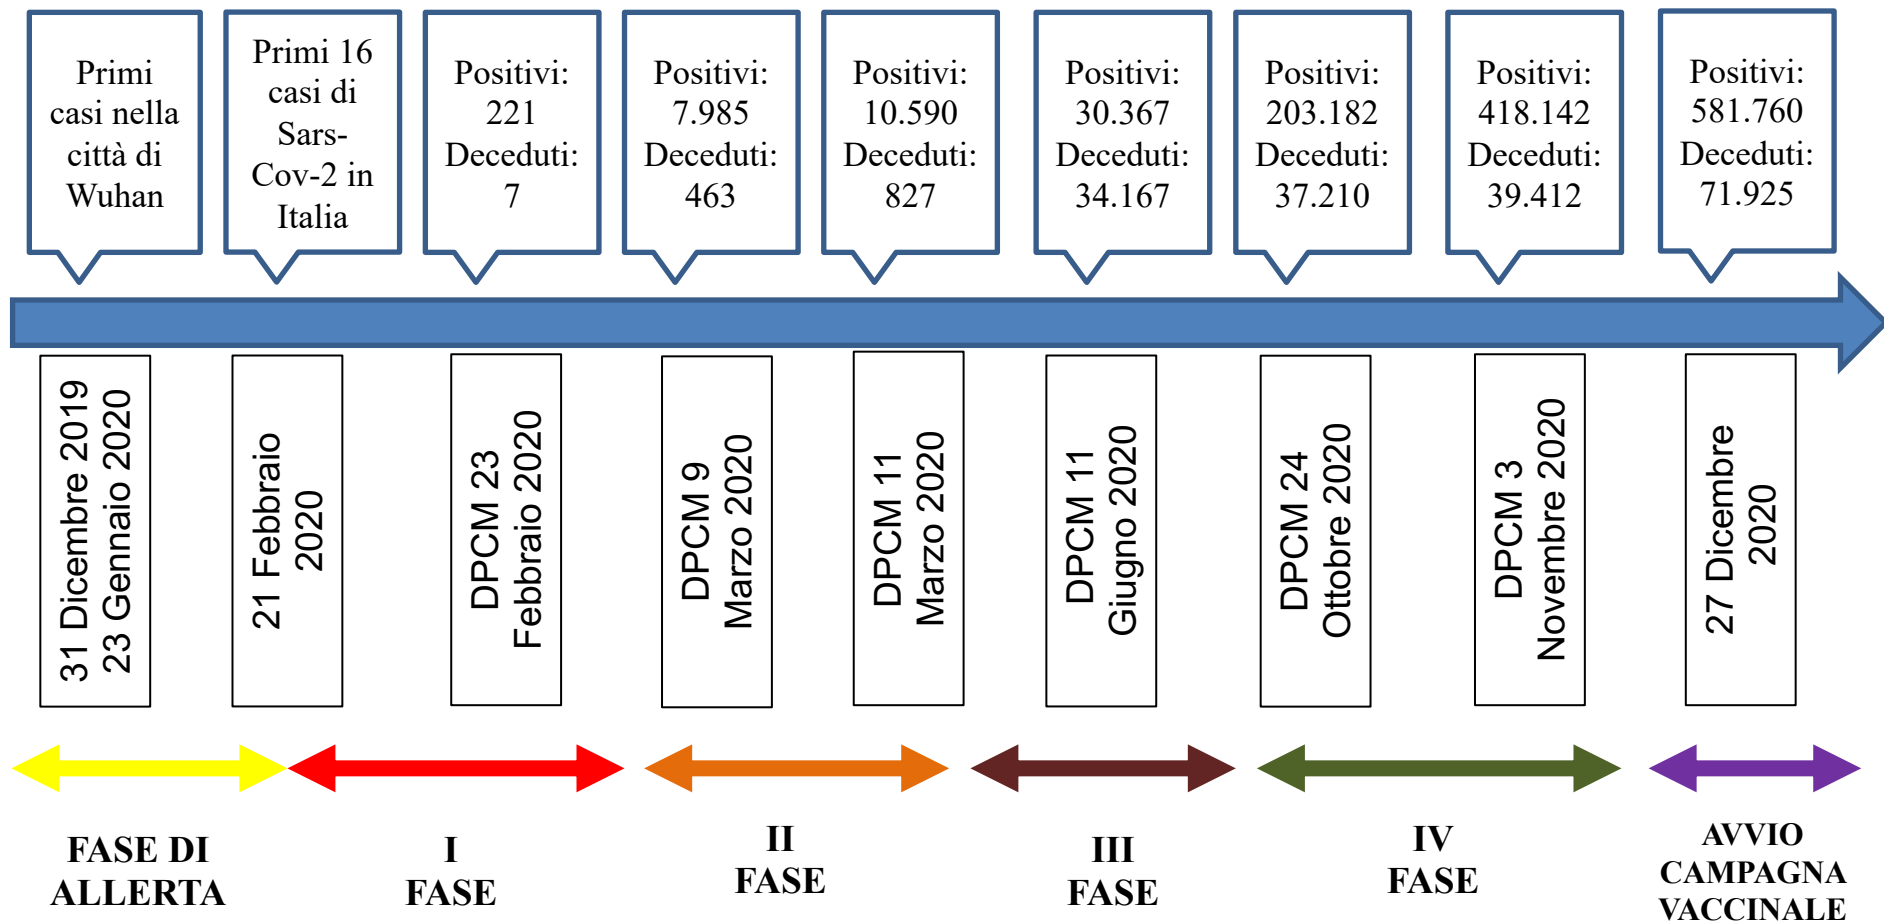 Primi
casi nella
città di
Wuhan
Primi 16
casi di
Sars-
Cov-2 in
Italia
Positivi:
221
Deceduti:
7
Positivi:
7.985
Deceduti:
463
Positivi:
10.590
Deceduti:
827
Positivi:
30.367
Deceduti:
34.167
Positivi:
203.182
Deceduti:
37.210
Positivi:
418.142
Deceduti:
39.412
Positivi:
581.760
Deceduti:
71.925
31 Dicembre 2019
23 Gennaio 2020
21 Febbraio
2020
DPCM 23
Febbraio 2020
DPCM 9
Marzo 2020
DPCM 11
Marzo 2020
DPCM 11
Giugno 2020
DPCM 24
Ottobre 2020
DPCM 3
Novembre 2020
27 Dicembre
2020
FASE DI
ALLERTA
I
FASE
II
FASE
III
FASE
IV
FASE
AVVIO
CAMPAGNA
VACCINALE